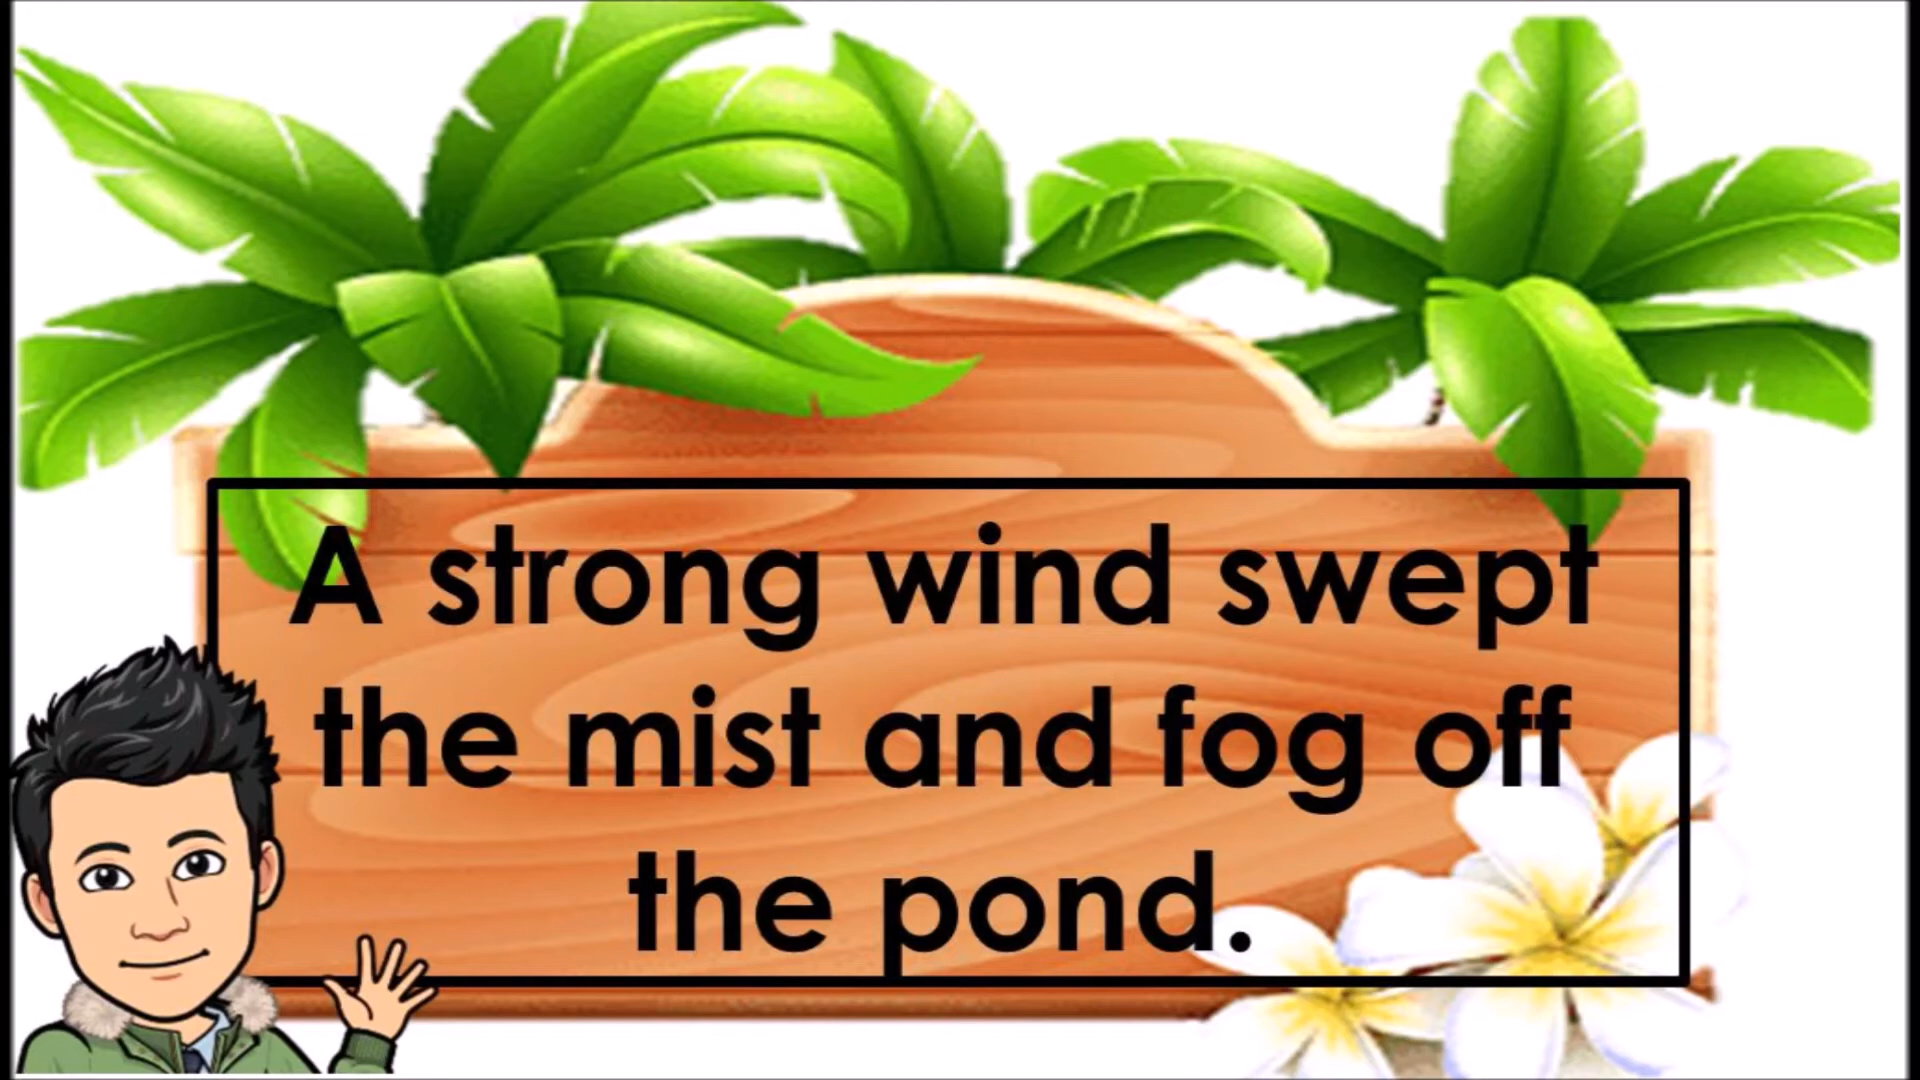 A strong wind swept
the mist and fog off
the pond.